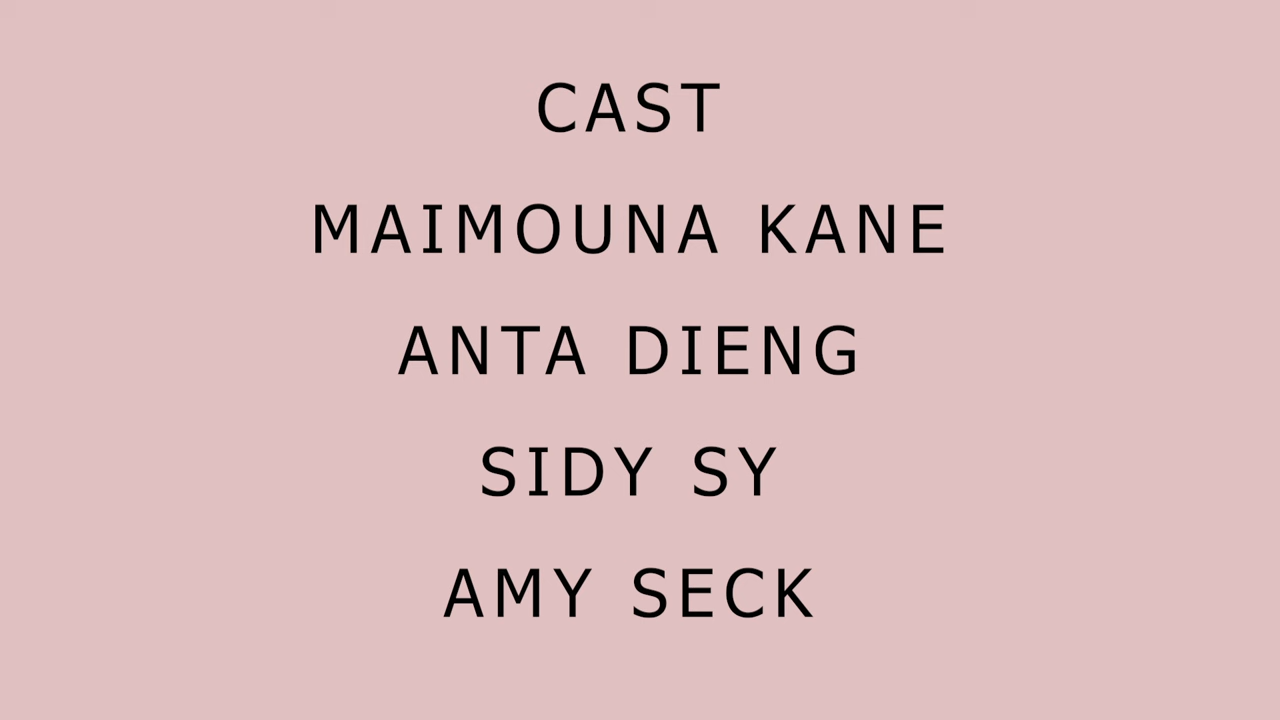 CAST
MAIMOUNA KANE
ANTA DIENG
SIDY SY
AMY SECK